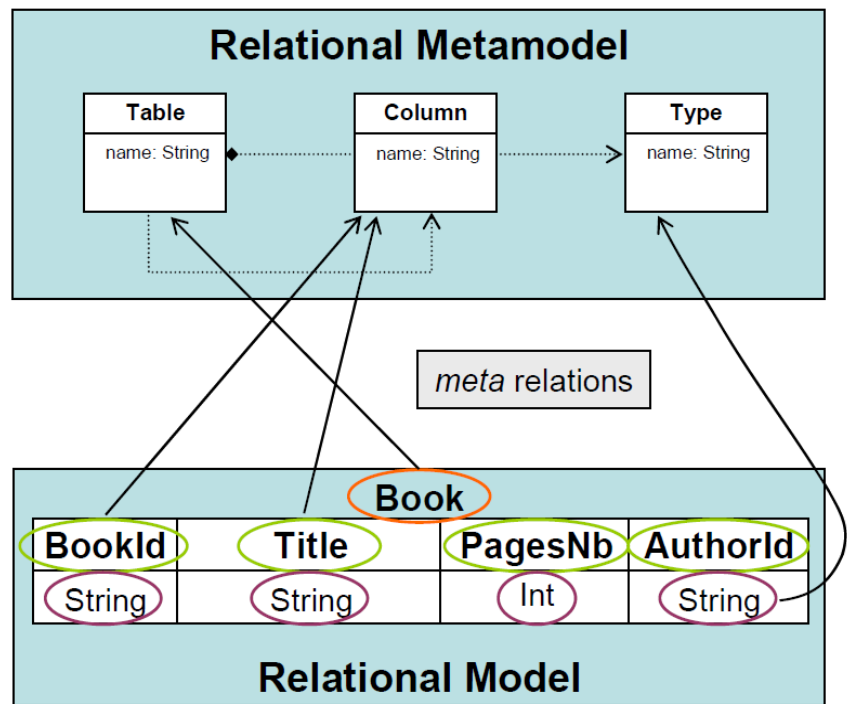 Relational Metamodel
Table Column Type
name: String name: String name: String
meta relations
Book
BookId Title PagesNb AuthorId
String String Int String
Relational Model